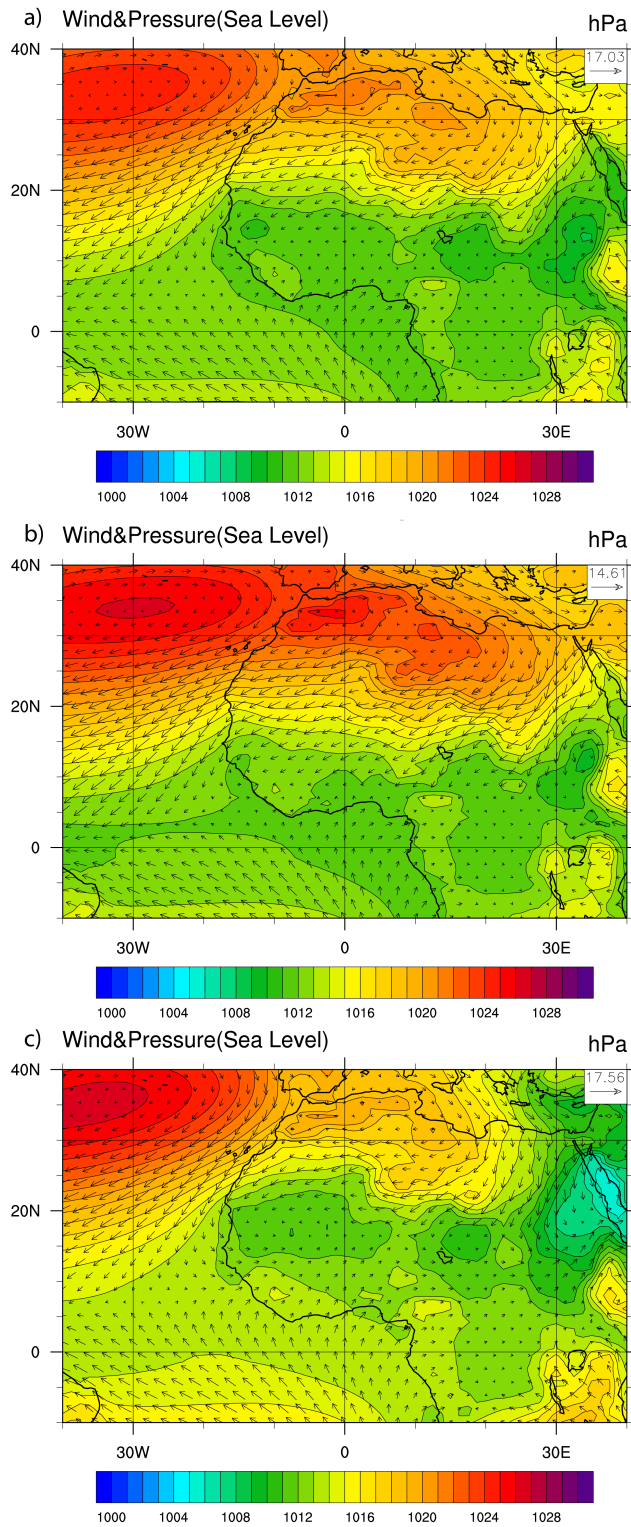 a) Wind&Pressure(Sea Level) hPa
40N
17.03
20N
0
30W 0 30E
1000 1004 1008 1012 1016 1020 1024 1028
b) Wind&Pressure(Sea Level) hPa
40N
14.61
20N
0
30W 0 30E
1000 1004 1008 1012 1016 1020 1024 1028
c) Wind&Pressure(Sea Level) hPa
40N
17.56
20N
0
30W 0 30E
1000 1004 1008 1012 1016 1020 1024 1028